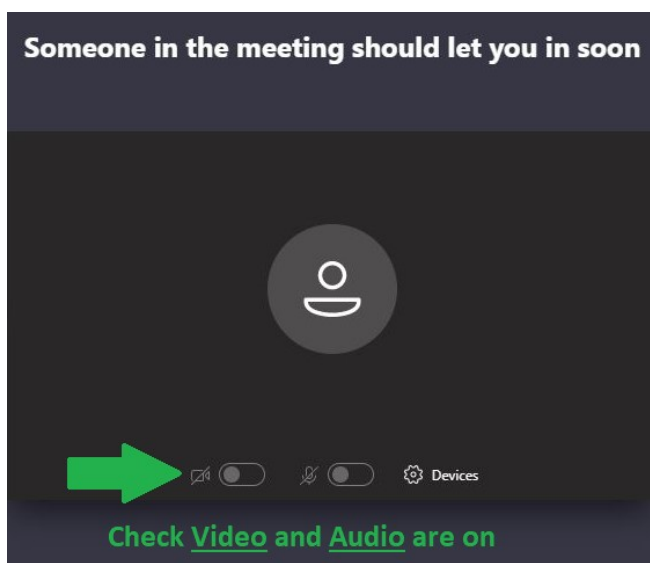 Someone in the meeting should let you in soon
Devices
Check Video and Audio are on